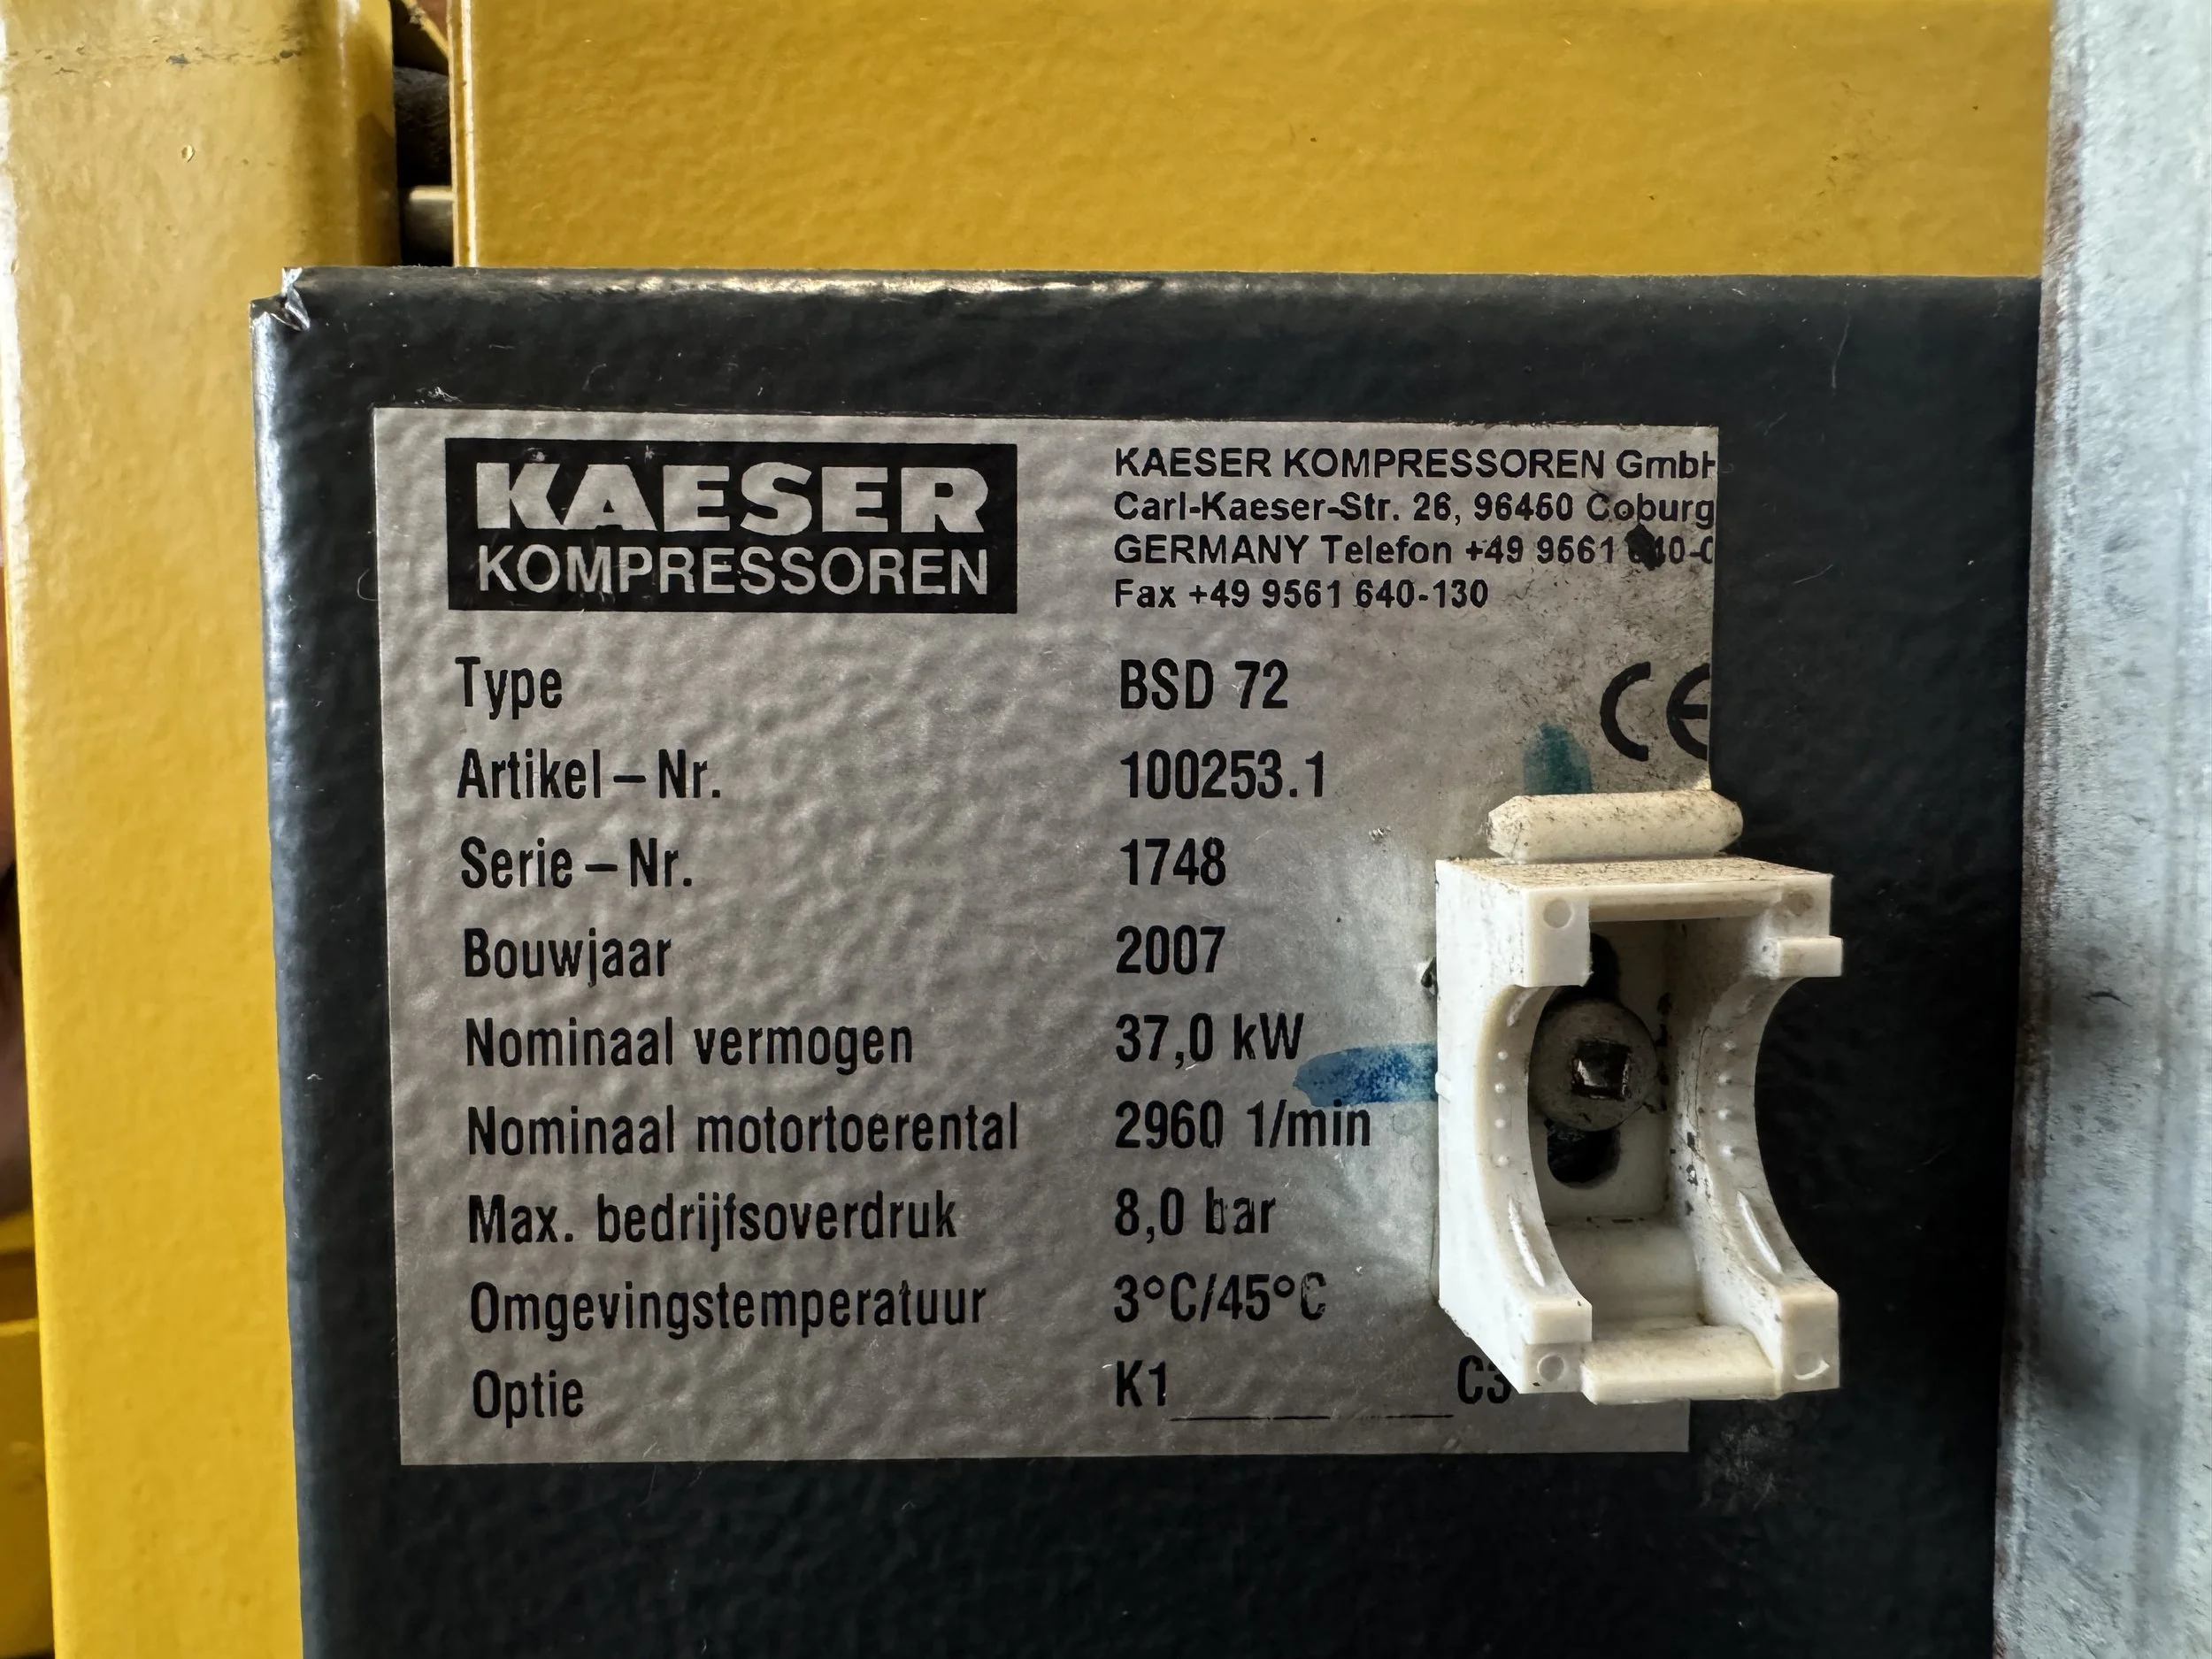 KAESER
KOMPRESSOREN
KAESER KOMPRESSOREN GmbH
Carl-Kaeser-Str. 26, 96450 Coburg
GERMANY Telefon +49 9561
Fax +49 9561 640-130
Type BSD 72
CE
Artikel – Nr. 100253.1
Serie – Nr. 1748
Bouwjaar 2007
Nominaal vermogen 37,0 kW
Nominaal motortoerental 2960 1/min
Max. bedrijfsoverdruk 8,0 bar
Omgevingstemperatuur 3°C/45°C
Optie K1 C3